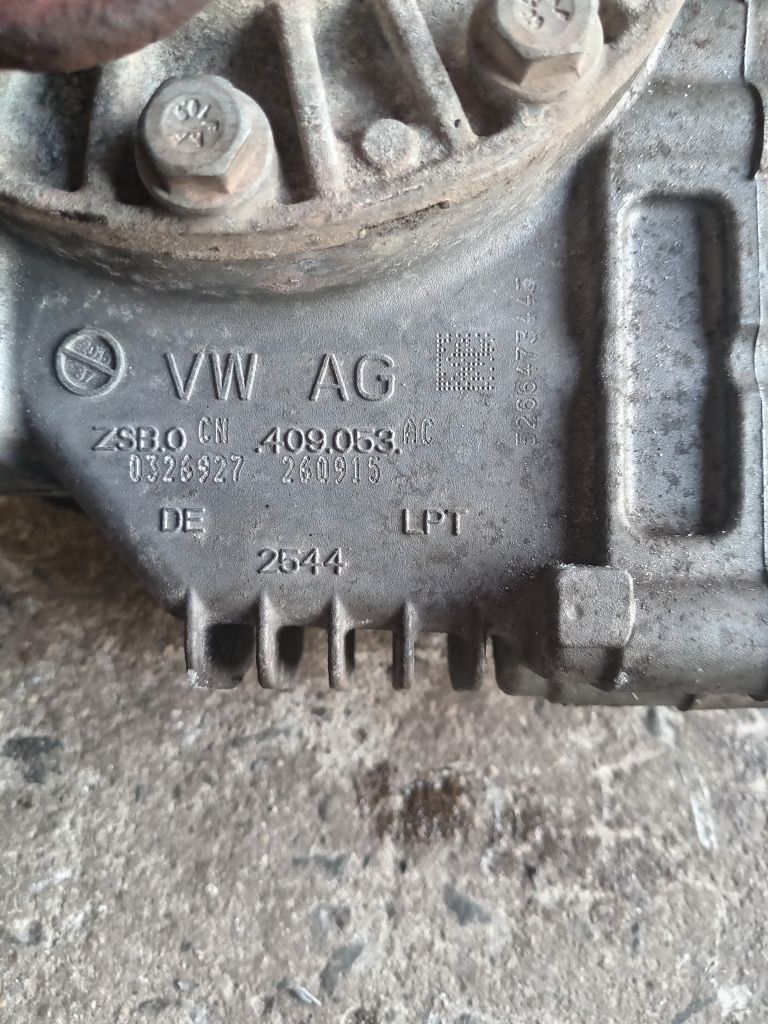 VW AG
ZSB.0 CN .409.053. AC
0326927 260915
DE LPT
2544